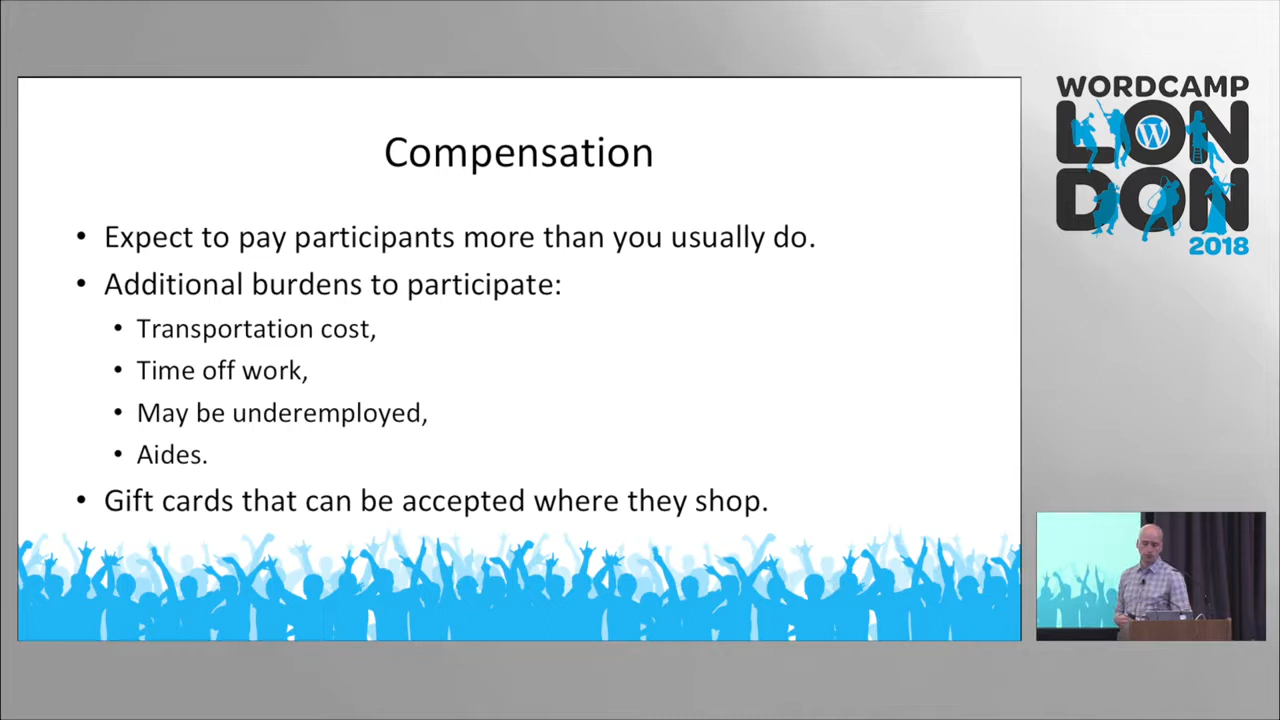 Compensation
• Expect to pay participants more than you usually do.
• Additional burdens to participate:
• Transportation cost,
• Time off work,
• May be underemployed,
• Aides.
• Gift cards that can be accepted where they shop.
WORDCAMP
LON
DON
2018